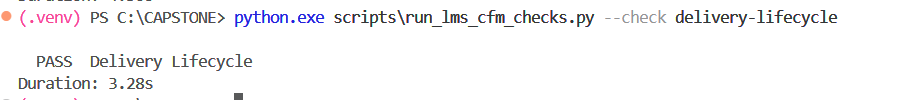 (.venv) PS C:\CAPSTONE> python.exe scripts\run_lms_cfm_checks.py --check delivery-lifecycle
PASS Delivery Lifecycle
Duration: 3.28s